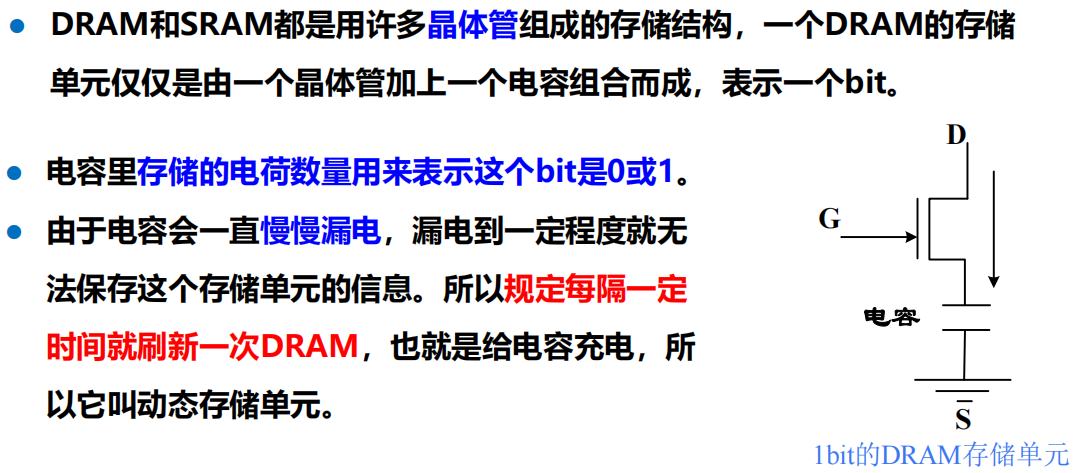 DRAM和SRAM都是用许多晶体管组成的存储结构，一个DRAM的存储
单元仅仅是由一个晶体管加上一个电容组合而成，表示一个bit。
电容里存储的电荷数量用来表示这个bit是0或1。
由于电容会一直慢慢漏电，漏电到一定程度就无
法保存这个存储单元的信息。所以规定每隔一定
时间就刷新一次DRAM，也就是给电容充电，所
以它叫动态存储单元。
D
G
电容
S
1bit的DRAM存储单元